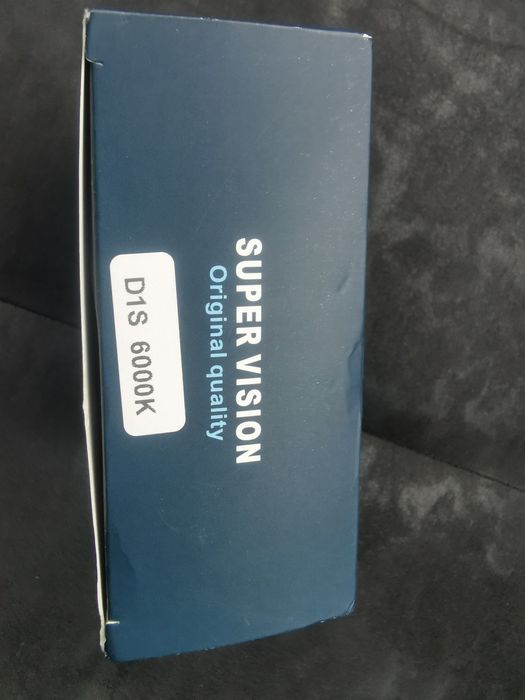 SUPER VISION
Original quality
D1S 6000K